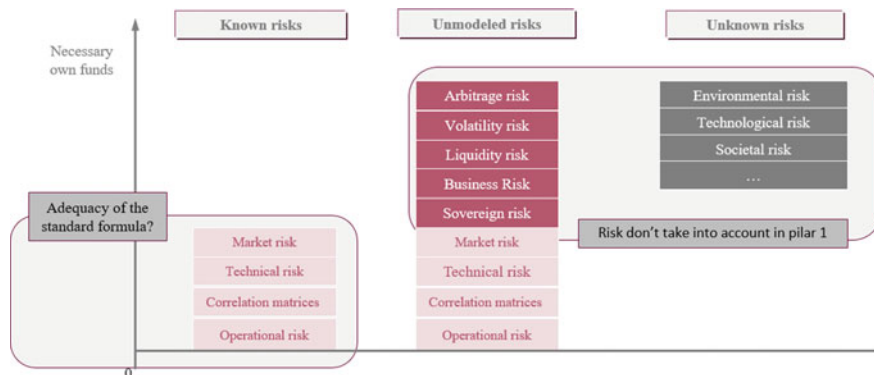 Known risks
Unmodeled risks
Unknown risks
Necessary
own funds
Arbitrage risk
Volatility risk
Liquidity risk
Business Risk
Sovereign risk
Environmental risk
Technological risk
Societal risk
...
Adequacy of the
standard formula?
Risk don't take into account in pilar 1
Market risk
Technical risk
Correlation matrices
Operational risk
Market risk
Technical risk
Correlation matrices
Operational risk
0